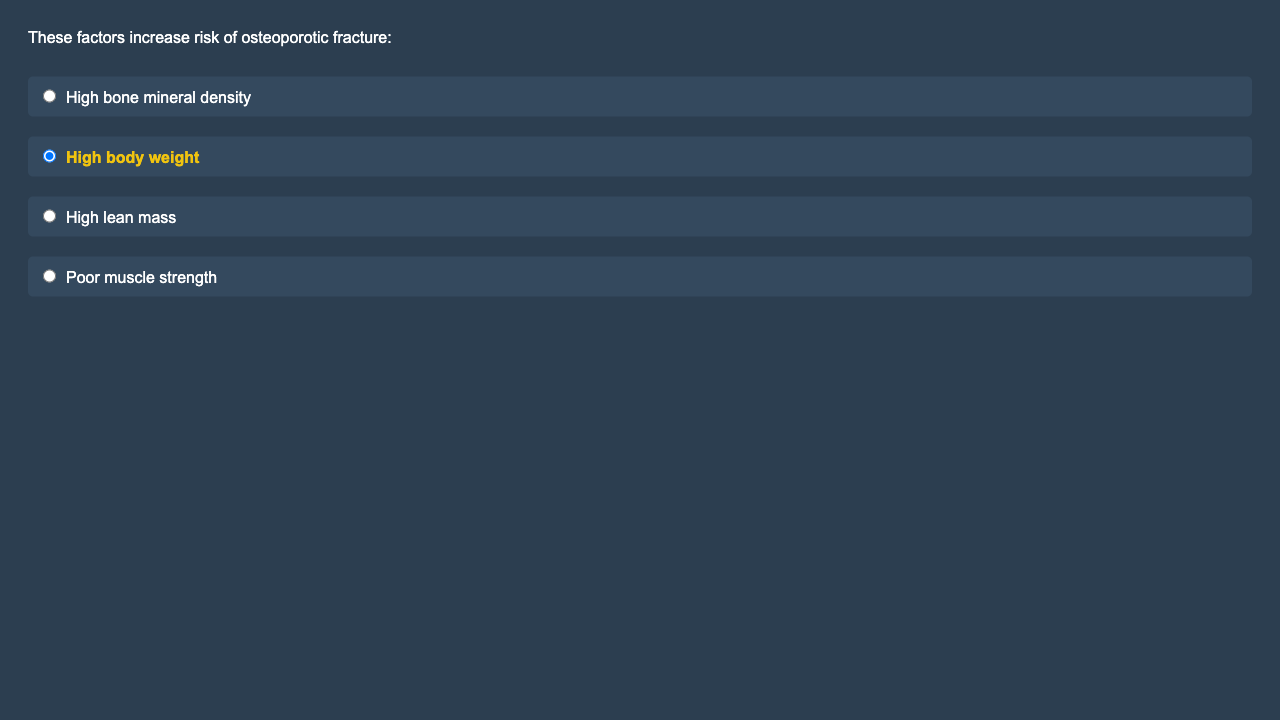 These factors increase risk of osteoporotic fracture:
High bone mineral density
High body weight
High lean mass
Poor muscle strength